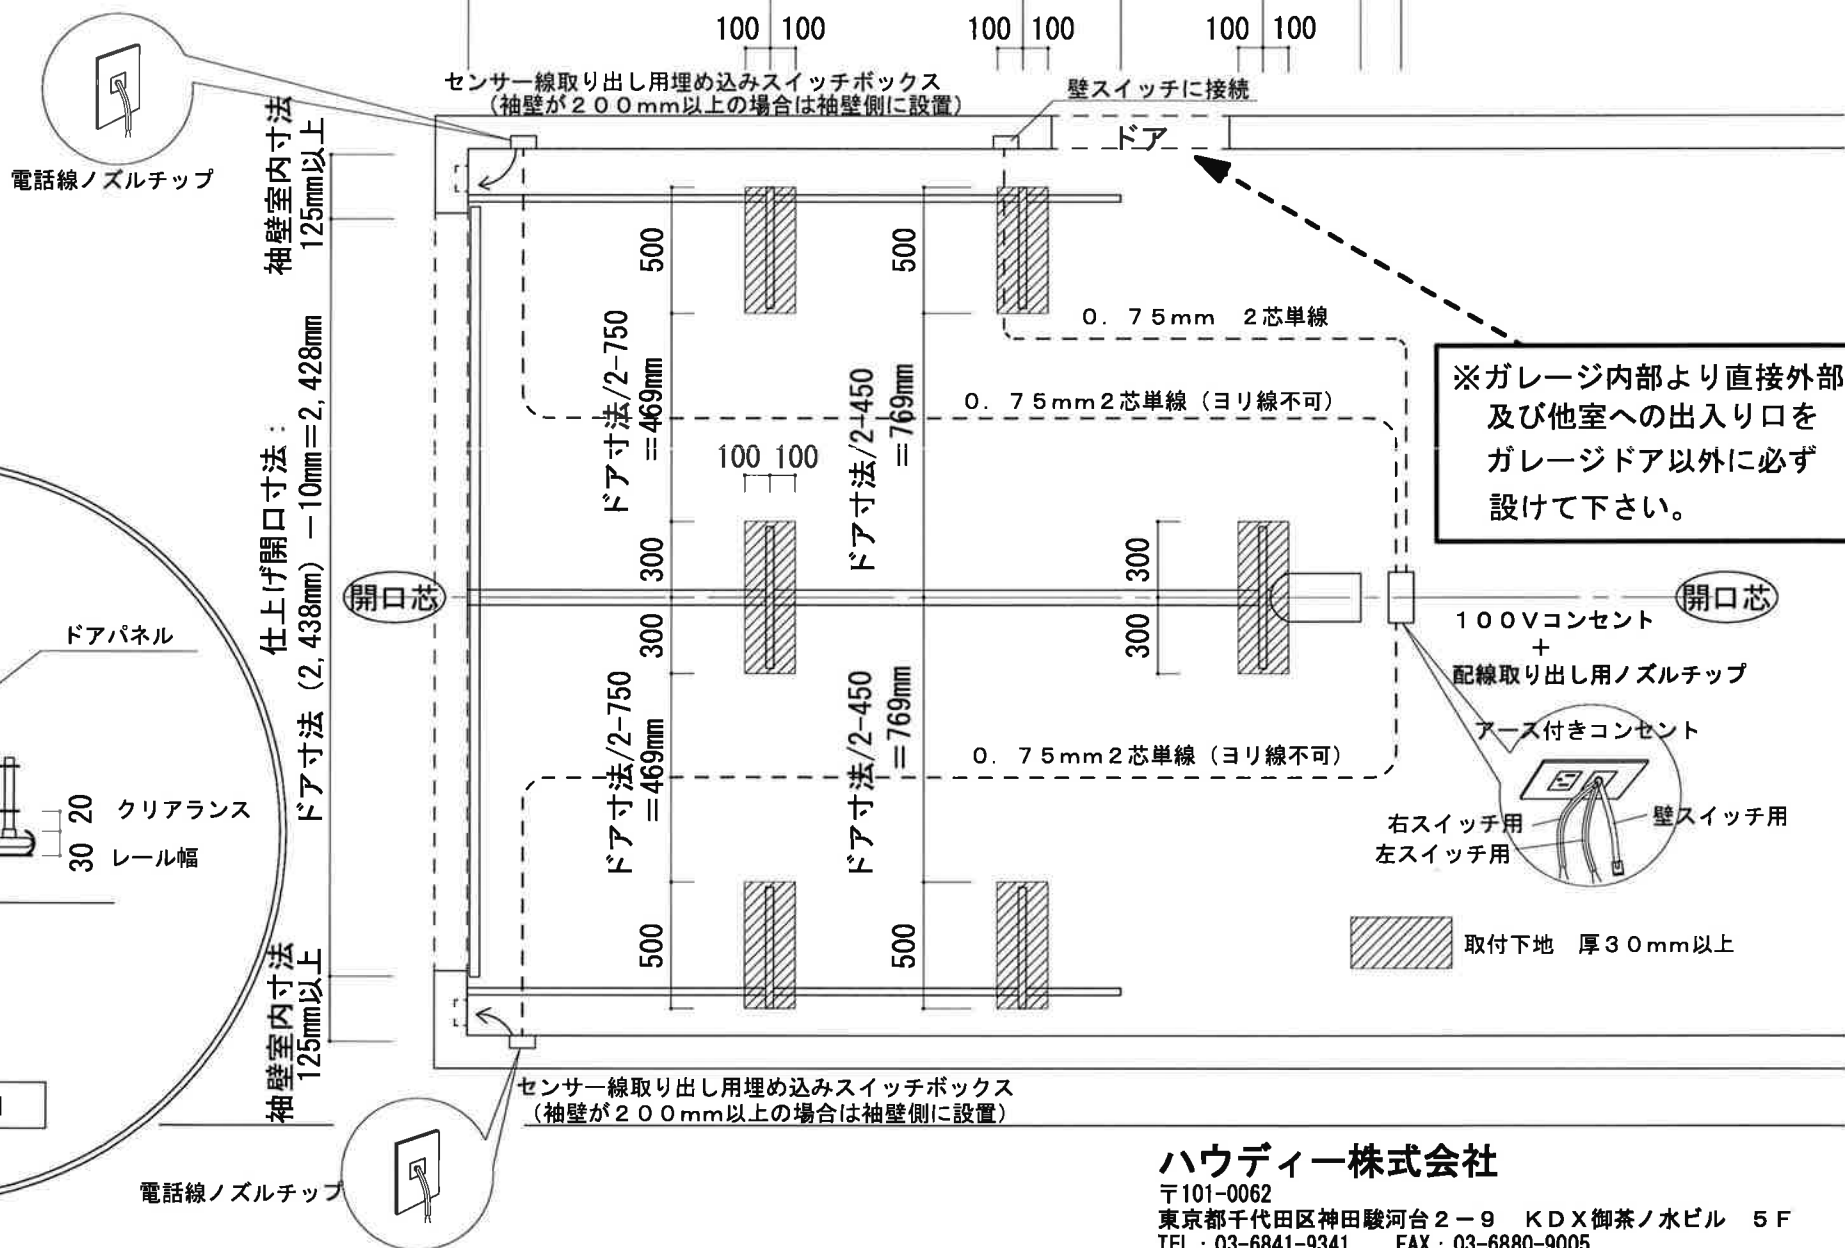 100 100
100 100
100 100
センサー線取り出し用埋め込みスイッチボックス
(袖壁が200mm以上の場合は袖壁側に設置)
壁スイッチに接続
電話線ノズルチップ
袖壁室内寸法
125mm以上
ドア
500
500
0.75mm 2芯単線
※ガレージ内部より直接外部
及び他室への出入り口を
ガレージドア以外に必ず
設けて下さい。
ドア寸法/2-750
=469mm
ドア寸法/2-450
=769mm
0.75mm2芯単線(ヨリ線不可)
100 100
仕上げ開口寸法:
ドア寸法(2,438mm)-10mm=2,428mm
300
300
開口芯
開口芯
300
300
100Vコンセント
+
配線取り出し用ノズルチップ
ドアパネル
ドア寸法/2-750
=469mm
ドア寸法/2-450
=769mm
アース付きコンセント
0.75mm2芯単線(ヨリ線不可)
20 クリアランス
30 レール幅
右スイッチ用
壁スイッチ用
左スイッチ用
500
500
取付下地 厚30mm以上
袖壁室内寸法
125mm以上
センサー線取り出し用埋め込みスイッチボックス
(袖壁が200mm以上の場合は袖壁側に設置)
電話線ノズルチップ
ハウディー株式会社
〒101-0062
東京都千代田区神田駿河台2-9 KDX御茶ノ水ビル 5F
TEL:03-6841-9341 FAX:03-6880-9005